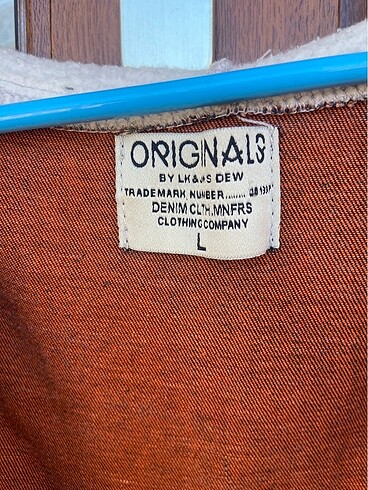 ORIGINALS
BY LK&JS DEW
TRADEMARK NUMBER
DENIM CLTH.MNFRS
CLOTHING COMPANY
L